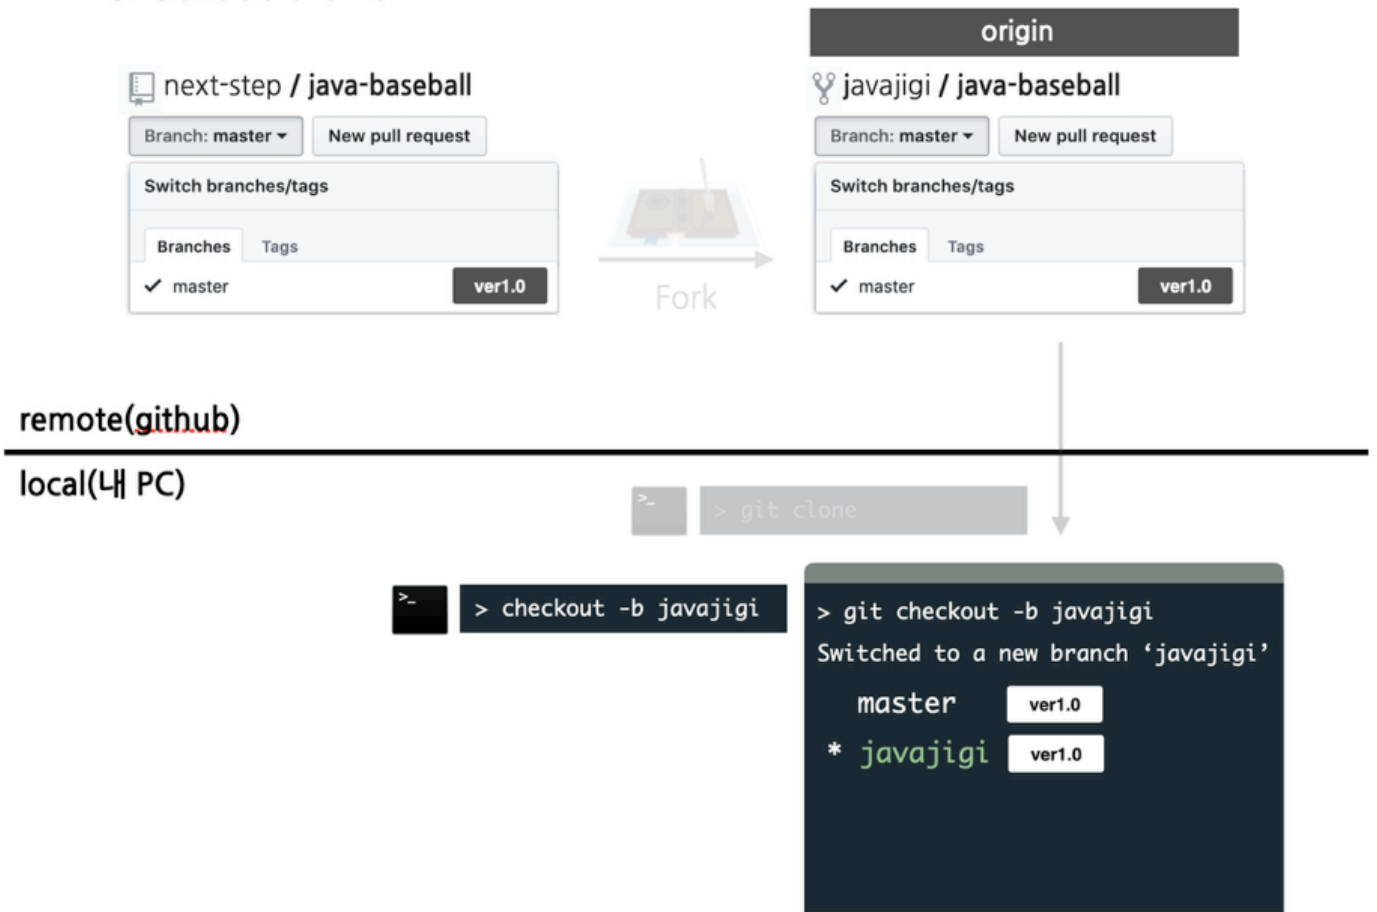 origin
next-step / java-baseball
Branch: master
New pull request
Switch branches/tags
Branches
Tags
master
ver1.0
Fork
javajigi / java-baseball
Branch: master
New pull request
Switch branches/tags
Branches
Tags
master
ver1.0
remote(github)
local(내 PC)
>_
> git clone
>_
> checkout -b javajigi
> git checkout -b javajigi
Switched to a new branch ‘javajigi’
master ver1.0
* javajigi ver1.0